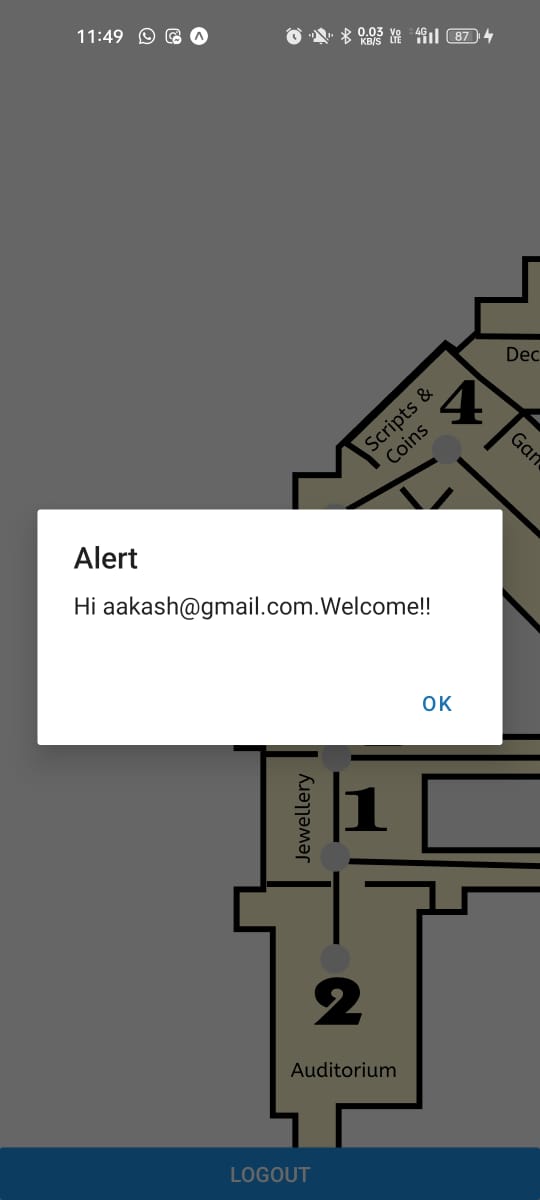 11:49
0.03
KB/S
Vo
LTE
4G
87
Dec
4
Scripts &
Coins
Alert
Hi aakash@gmail.com.Welcome!!
OK
Jewellery
1
2
Auditorium
LOGOUT